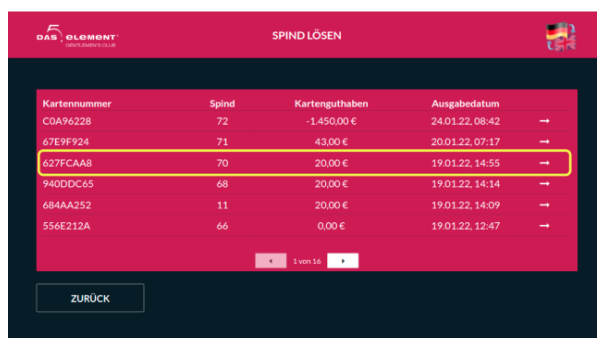 DAS 5. eLement
GENTLEMEN'S CLUB
SPIND LÖSEN
Kartennummer Spind Kartenguthaben Ausgabedatum
C0A96228 72 -1.450,00 € 24.01.22, 08:42 →
67E9F924 71 43,00 € 20.01.22, 07:17 →
627FCAA8 70 20,00 € 19.01.22, 14:55 →
940DDC65 68 20,00 € 19.01.22, 14:14 →
684AA252 11 20,00 € 19.01.22, 14:09 →
556E212A 66 0,00 € 19.01.22, 12:47 →
1 von 16
ZURÜCK